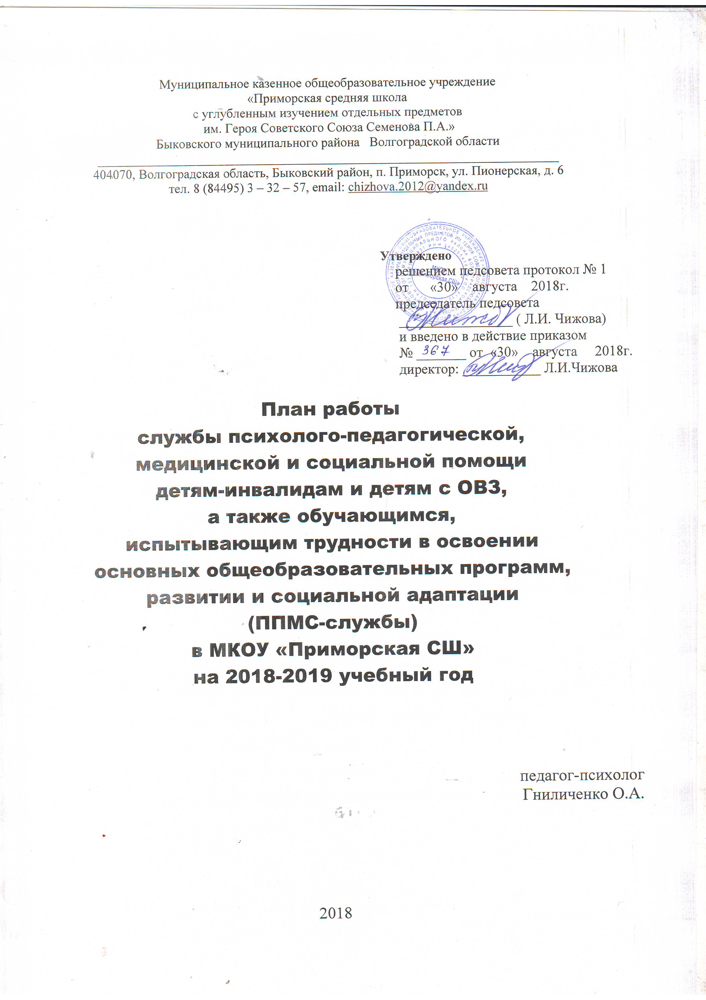 Муниципальное казенное общеобразовательное учреждение
«Приморская средняя школа
с углубленным изучением отдельных предметов
им. Героя Советского Союза Семенова П.А.»
Быковского муниципального района Волгоградской области
404070, Волгоградская область, Быковский район, п. Приморск, ул. Пионерская, д. 6
тел. 8 (84495) 3 – 32 – 57, email: chizhova.2012@yandex.ru
МКОУ
«Приморская СШ»
Утверждено
решением педсовета протокол № 1
от «30» августа 2018г.
председатель педсовета
( Л.И. Чижова)
и введено в действие приказом
№ 367 от «30» августа 2018г.
директор: Л.И.Чижова
План работы
службы психолого-педагогической,
медицинской и социальной помощи
детям-инвалидам и детям с ОВЗ,
а также обучающимся,
испытывающим трудности в освоении
основных общеобразовательных программ,
развитии и социальной адаптации
(ППМС-службы)
в МКОУ «Приморская СШ»
на 2018-2019 учебный год
педагог-психолог
Гниличенко О.А.
2018